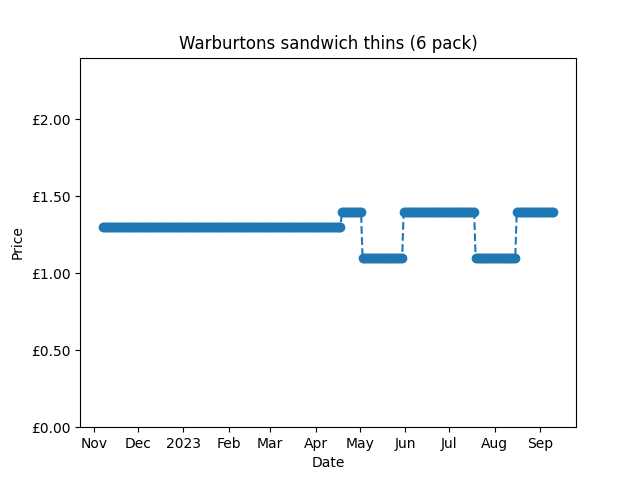 Warburtons sandwich thins (6 pack)
£2.00
£1.50
£1.00
£0.50
£0.00
Price
Nov Dec 2023 Feb Mar Apr May Jun Jul Aug Sep
Date